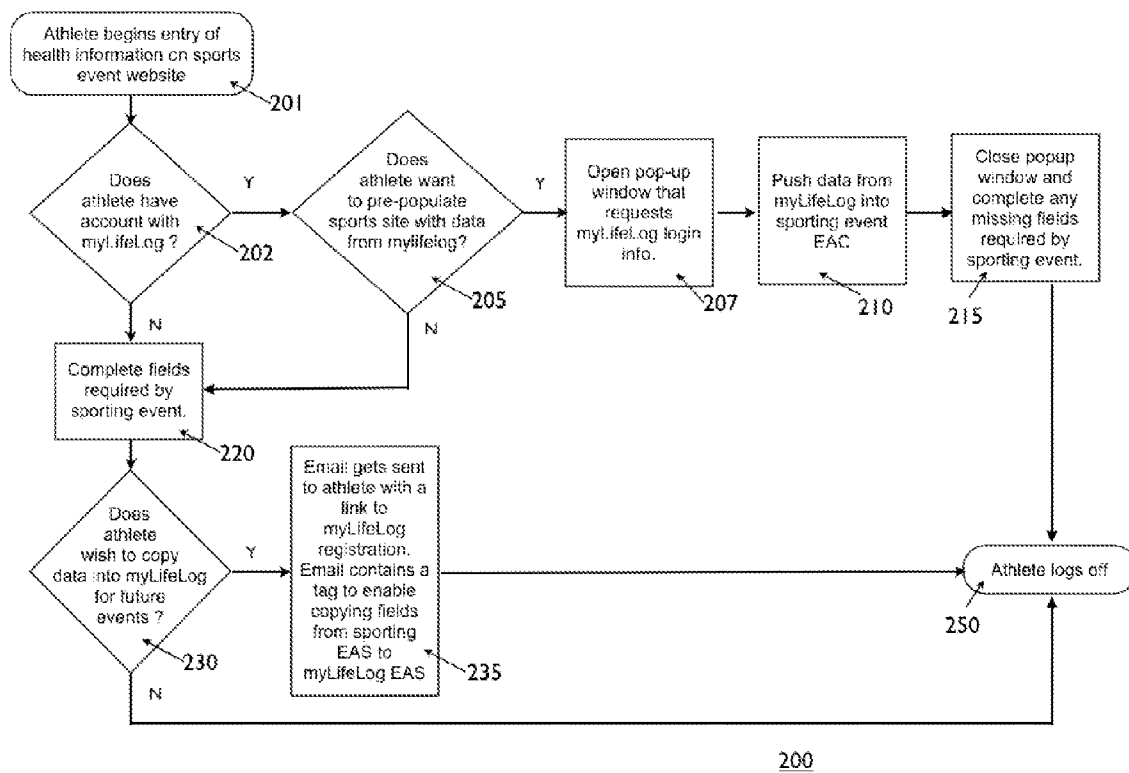 Athlete begins entry of
health information on sports
event website
201
Does
athlete have
account with
myLifeLog ?
202
Y
N
Does
athlete want
to pre-populate
sports site with data
from mylifelog?
205
Y
N
Open pop-up
window that
requests
myLifeLog login
info.
207
Push data from
myLifeLog into
sporting event
EAC
210
Close popup
window and
complete any
missing fields
required by
sporting event.
215
Complete fields
required by
sporting event.
220
Does
athlete
wish to copy
data into myLifeLog
for future
events ?
230
Y
N
Email gets sent
to athlete with a
link to
myLifeLog
registration.
Email contains a
tag to enable
copying fields
from sporting
EAS to
myLifeLog EAS
235
Athlete logs off
250
200